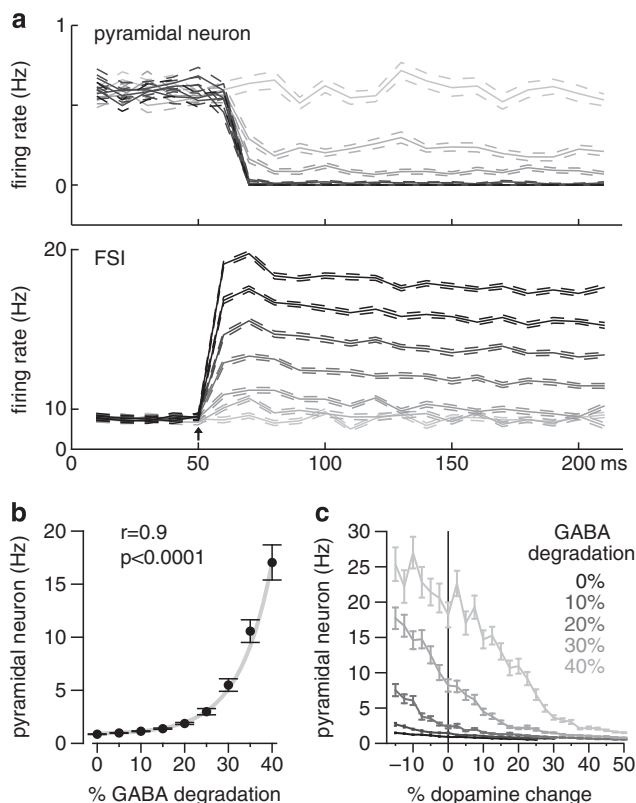 a
pyramidal neuron
firing rate (Hz)
1
0
FSI
firing rate (Hz)
20
10
0
0 50 100 150 200 ms
b
r=0.9
p<0.0001
pyramidal neuron (Hz)
20
15
10
5
0
0 10 20 30 40
% GABA degradation
c
GABA
degradation
0%
10%
20%
30%
40%
pyramidal neuron (Hz)
30
25
20
15
10
5
0
−10 0 10 20 30 40 50
% dopamine change